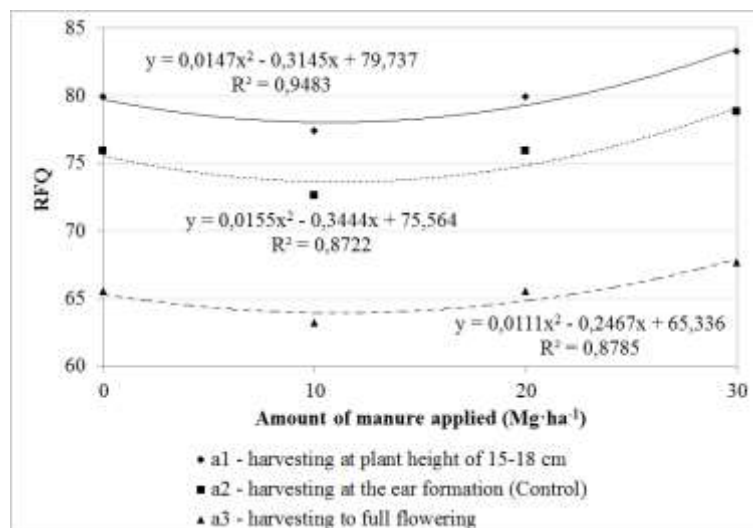 85
y = 0,0147x² - 0,3145x + 79,737
R² = 0,9483
80
75
RFQ
70
y = 0,0155x² - 0,3444x + 75,564
R² = 0,8722
65
y = 0,0111x² - 0,2467x + 65,336
R² = 0,8785
60
0 10 20 30
Amount of manure applied (Mg·ha⁻¹)
a1 - harvesting at plant height of 15-18 cm
a2 - harvesting at the ear formation (Control)
a3 - harvesting to full flowering